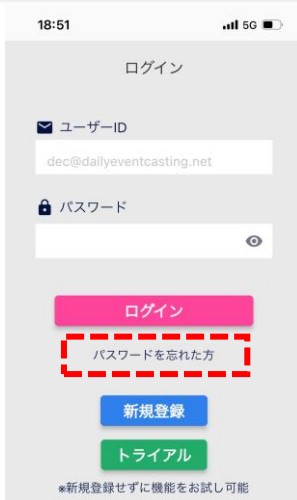 18:51 5G
ログイン
ユーザーID
dec@dailyeventcasting.net
パスワード
ログイン
パスワードを忘れた方
新規登録
トライアル
※新規登録せずに機能をお試し可能